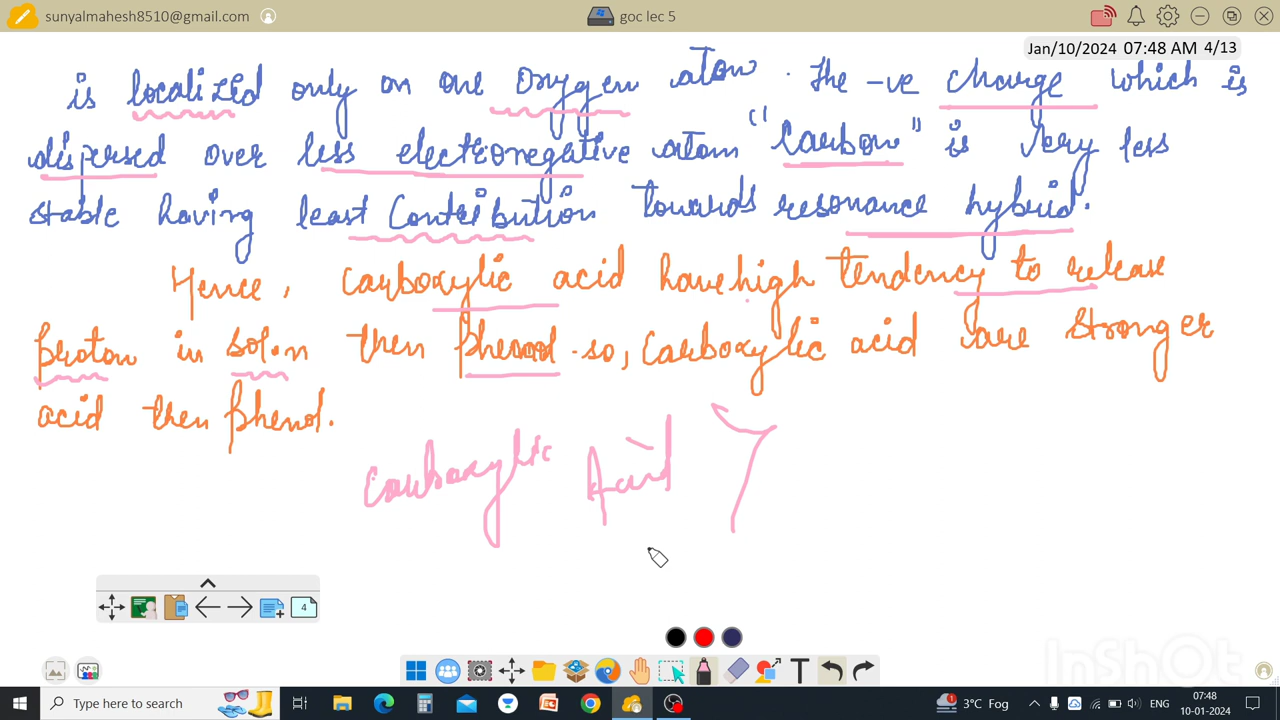 sunyalmahesh8510@gmail.com
goc lec 5
Jan/10/2024 07:48 AM 4/13
is localized only on one oxygen atom. The -ve charge which is
dispersed over less electronegative atom "Carbon" is very less
stable having least contribution towards resonance hybrid.
Hence, carboxylic acid have high tendency to release
proton in soln then phenol. so, carboxylic acid are stronger
acid then phenol.
Carboxylic Acid >
4
InShot
Type here to search
3°C Fog
ENG
07:48
10-01-2024